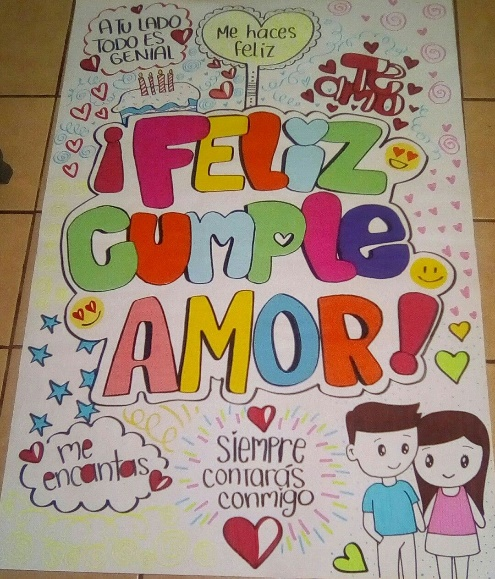 A TU LADO
TODO ES
GENIAL
Me haces
feliz
Te
amo
¡FELIZ
CUMPLE
AMOR!
me
encantas
siempre
contarás
conmigo